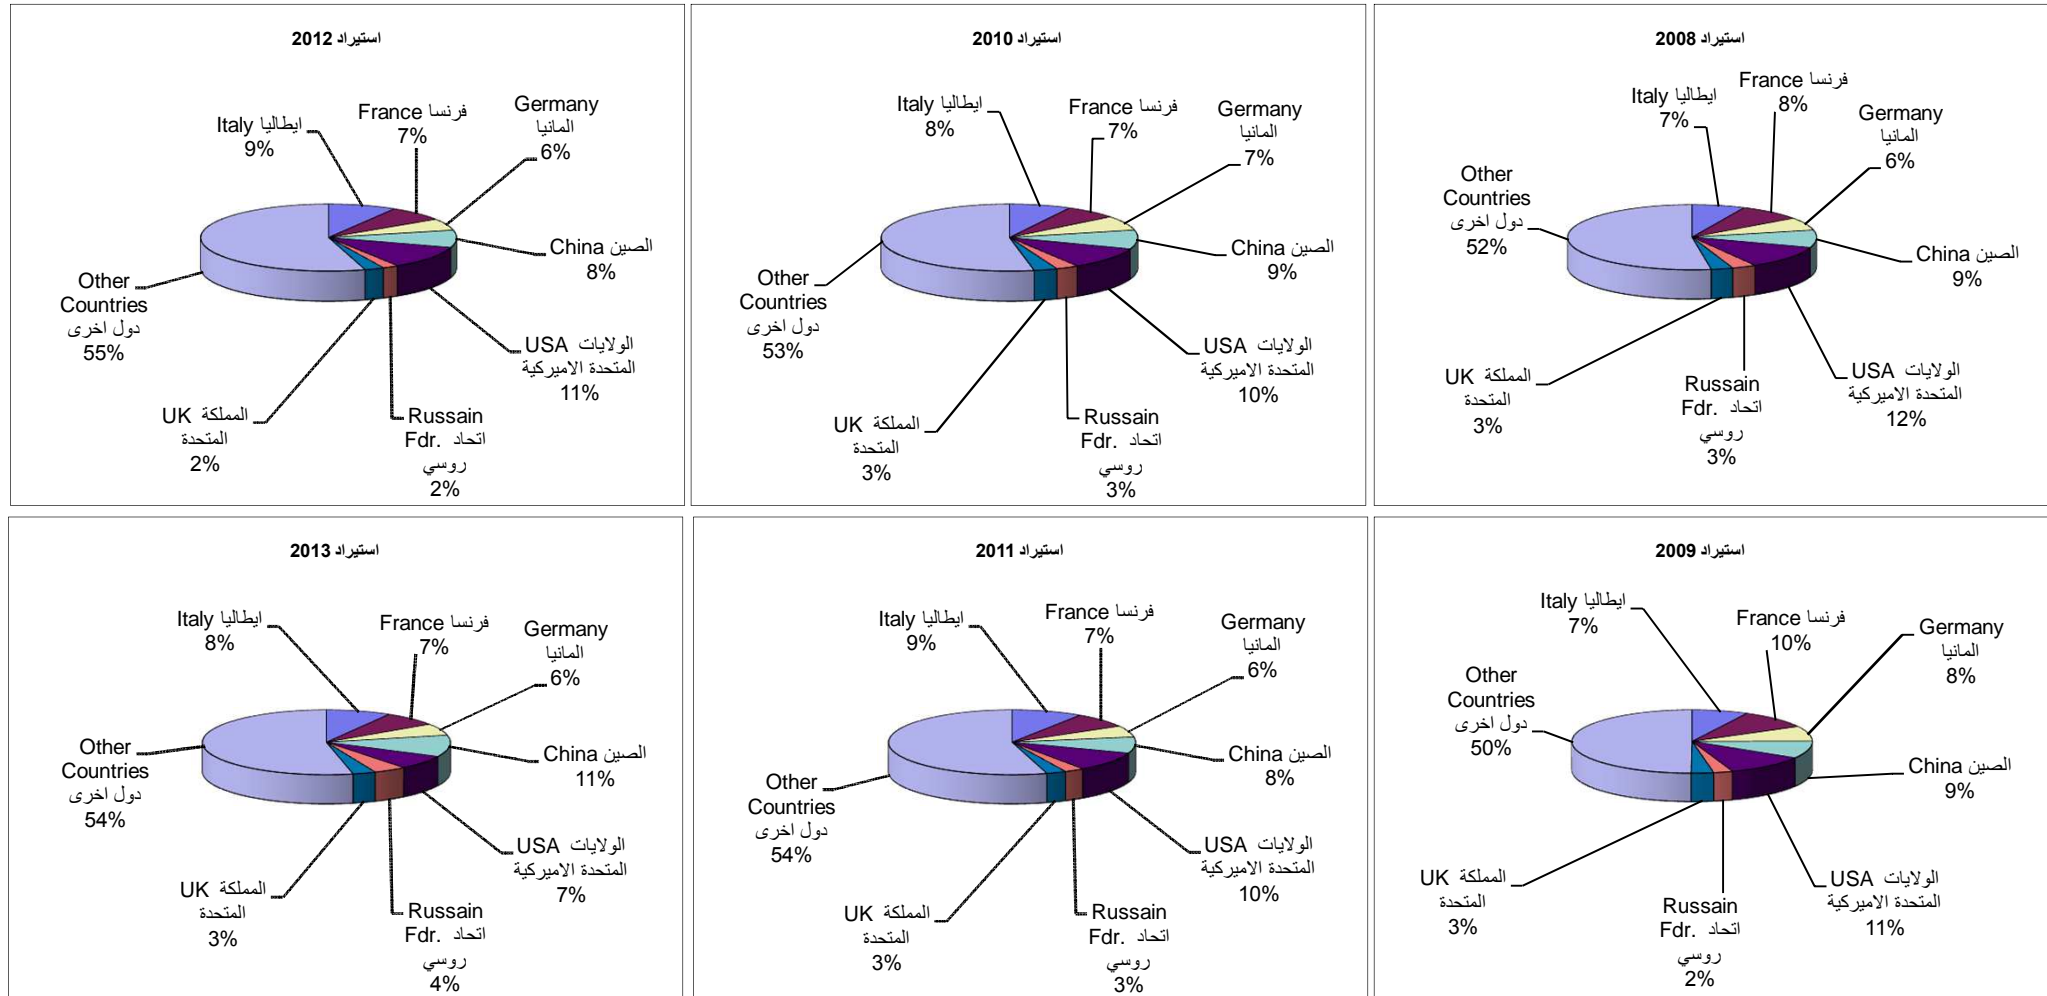 استيراد 2012
Italy ايطاليا
9%
France فرنسا
7%
Germany
المانيا
6%
China الصين
8%
USA الولايات
المتحدة الاميركية
11%
Russain
Fdr. اتحاد
روسي
2%
UK المملكة
المتحدة
2%
Other
Countries
دول اخرى
55%
استيراد 2010
Italy ايطاليا
8%
France فرنسا
7%
Germany
المانيا
7%
China الصين
9%
USA الولايات
المتحدة الاميركية
10%
Russain
Fdr. اتحاد
روسي
3%
UK المملكة
المتحدة
3%
Other
Countries
دول اخرى
53%
استيراد 2008
Italy ايطاليا
7%
France فرنسا
8%
Germany
المانيا
6%
China الصين
9%
USA الولايات
المتحدة الاميركية
12%
Russain
Fdr. اتحاد
روسي
3%
UK المملكة
المتحدة
3%
Other
Countries
دول اخرى
52%
استيراد 2013
Italy ايطاليا
8%
France فرنسا
7%
Germany
المانيا
6%
China الصين
11%
USA الولايات
المتحدة الاميركية
7%
Russain
Fdr. اتحاد
روسي
4%
UK المملكة
المتحدة
3%
Other
Countries
دول اخرى
54%
استيراد 2011
Italy ايطاليا
9%
France فرنسا
7%
Germany
المانيا
6%
China الصين
8%
USA الولايات
المتحدة الاميركية
10%
Russain
Fdr. اتحاد
روسي
3%
UK المملكة
المتحدة
3%
Other
Countries
دول اخرى
54%
استيراد 2009
Italy ايطاليا
7%
France فرنسا
10%
Germany
المانيا
8%
China الصين
9%
USA الولايات
المتحدة الاميركية
11%
Russain
Fdr. اتحاد
روسي
2%
UK المملكة
المتحدة
3%
Other
Countries
دول اخرى
50%